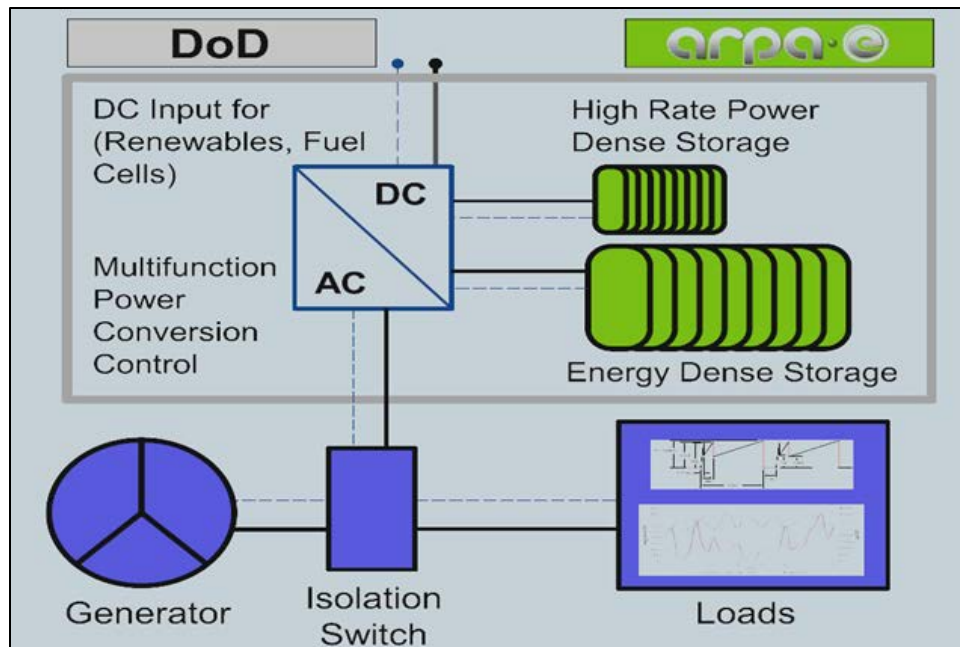 DoD
arpa·e
DC Input for
(Renewables, Fuel
Cells)
High Rate Power
Dense Storage
DC
AC
Multifunction
Power
Conversion
Control
Energy Dense Storage
Generator
Isolation
Switch
Loads